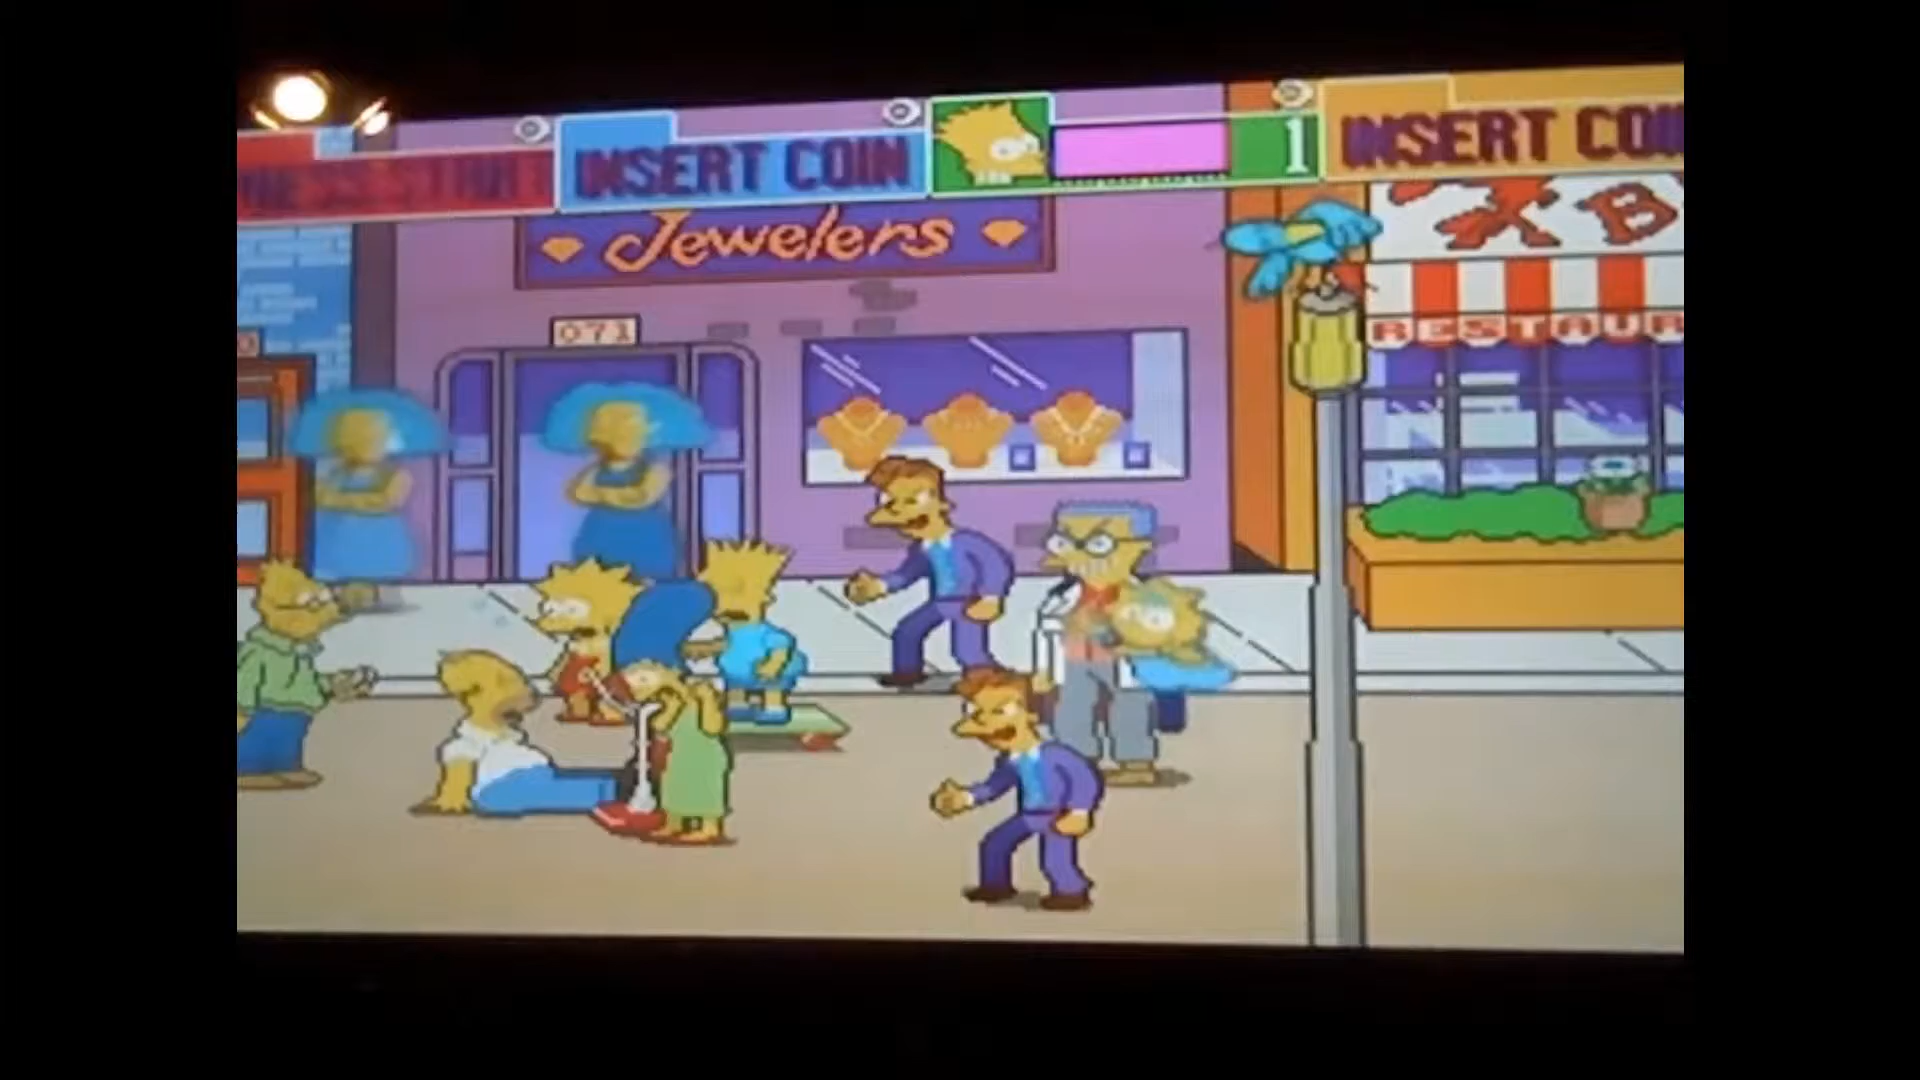 INSERT COIN
1
INSERT COI
Jewelers
071
RESTAUR